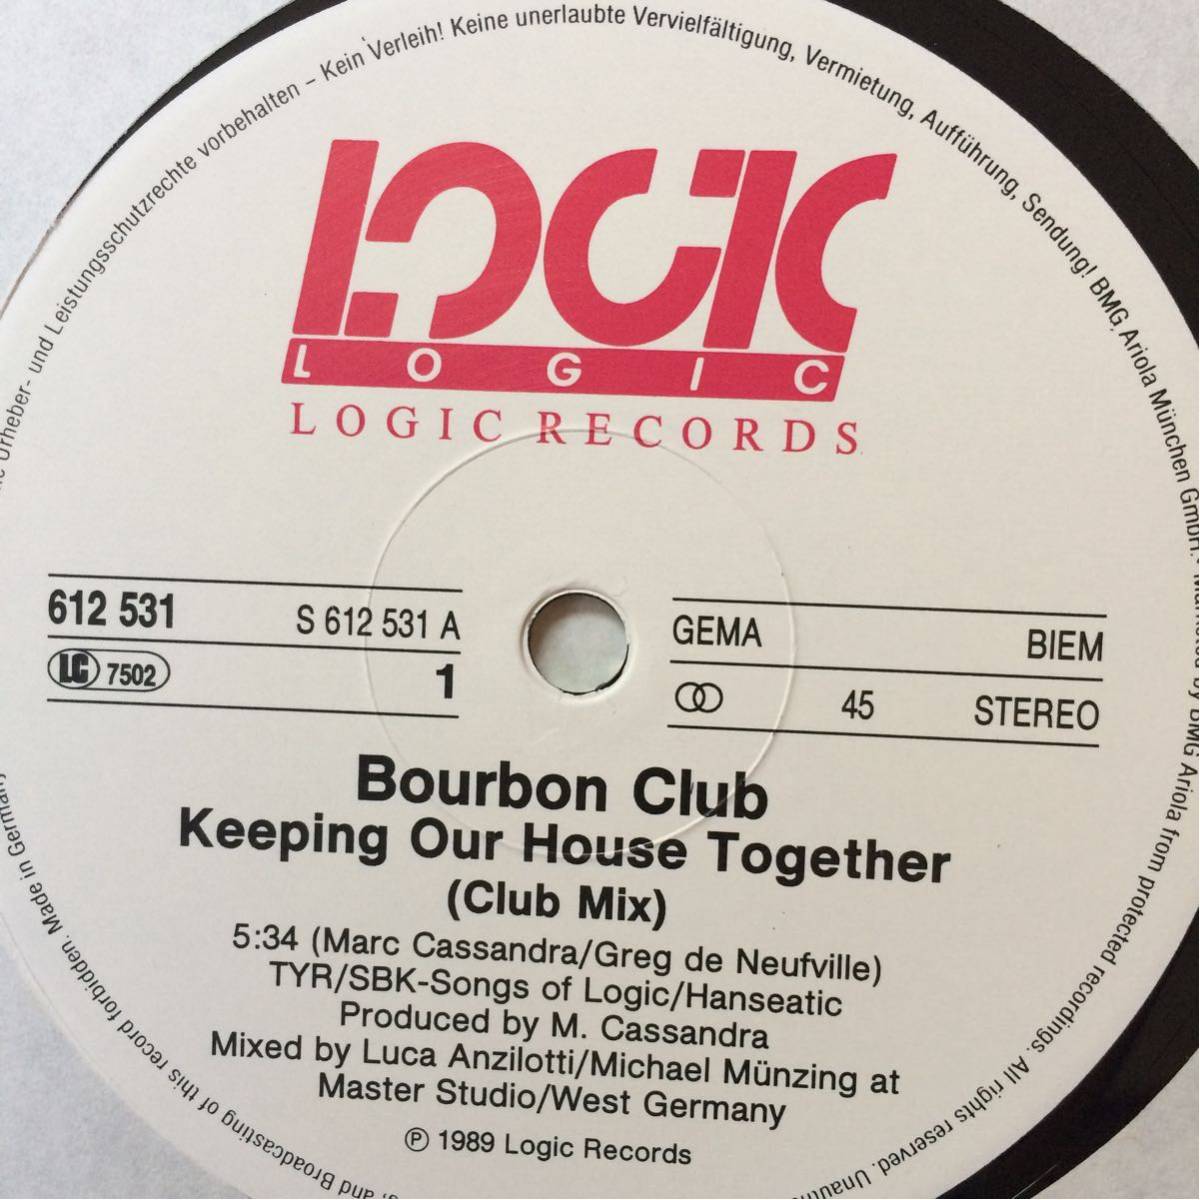 LOGIC
LOGIC
LOGIC RECORDS
612 531
S 612 531 A
LC 7502
1
GEMA
BIEM
45
STEREO
Bourbon Club
Keeping Our House Together
(Club Mix)
5:34 (Marc Cassandra/Greg de Neufville)
TYR/SBK-Songs of Logic/Hanseatic
Produced by M. Cassandra
Mixed by Luca Anzilotti/Michael Münzing at
Master Studio/West Germany
℗ 1989 Logic Records
Urheber- und Leistungsschutzrechte vorbehalten – Kein Verleih! Keine unerlaubte Vervielfältigung, Vermietung, Aufführung, Sendung! BMG Ariola München GmbH. by BMG Ariola from protected recordings. All rights reserved.
and Broadcasting of this record forbidden. Made in Germany